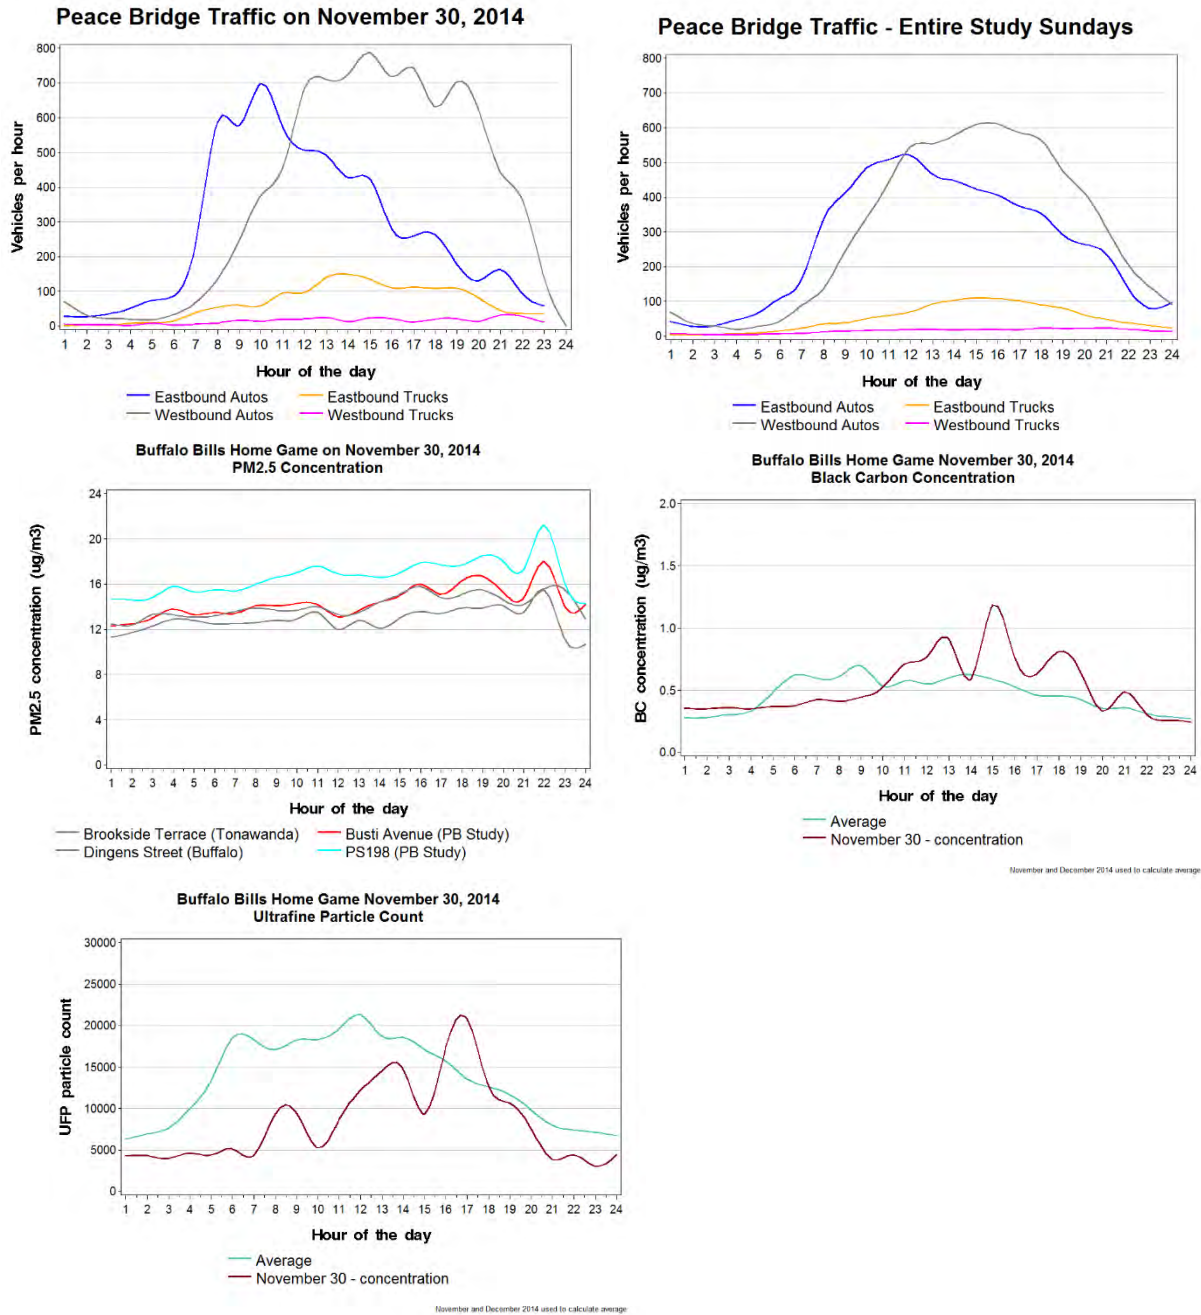 Peace Bridge Traffic on November 30, 2014
800
700
600
500
400
300
200
100
0
Vehicles per hour
1 2 3 4 5 6 7 8 9 10 11 12 13 14 15 16 17 18 19 20 21 22 23 24
Hour of the day
Eastbound Autos Eastbound Trucks
Westbound Autos Westbound Trucks
Peace Bridge Traffic - Entire Study Sundays
800
700
600
500
400
300
200
100
0
Vehicles per hour
1 2 3 4 5 6 7 8 9 10 11 12 13 14 15 16 17 18 19 20 21 22 23 24
Hour of the day
Eastbound Autos Eastbound Trucks
Westbound Autos Westbound Trucks
Buffalo Bills Home Game on November 30, 2014
PM2.5 Concentration
24
20
16
12
8
4
0
PM2.5 concentration (ug/m3)
1 2 3 4 5 6 7 8 9 10 11 12 13 14 15 16 17 18 19 20 21 22 23 24
Hour of the day
Brookside Terrace (Tonawanda) Busti Avenue (PB Study)
Dingens Street (Buffalo) PS198 (PB Study)
Buffalo Bills Home Game November 30, 2014
Black Carbon Concentration
2.0
1.5
1.0
0.5
0.0
BC concentration (ug/m3)
1 2 3 4 5 6 7 8 9 10 11 12 13 14 15 16 17 18 19 20 21 22 23 24
Hour of the day
Average
November 30 - concentration
November and December 2014 used to calculate average
Buffalo Bills Home Game November 30, 2014
Ultrafine Particle Count
30000
25000
20000
15000
10000
5000
0
UFP particle count
1 2 3 4 5 6 7 8 9 10 11 12 13 14 15 16 17 18 19 20 21 22 23 24
Hour of the day
Average
November 30 - concentration
November and December 2014 used to calculate average